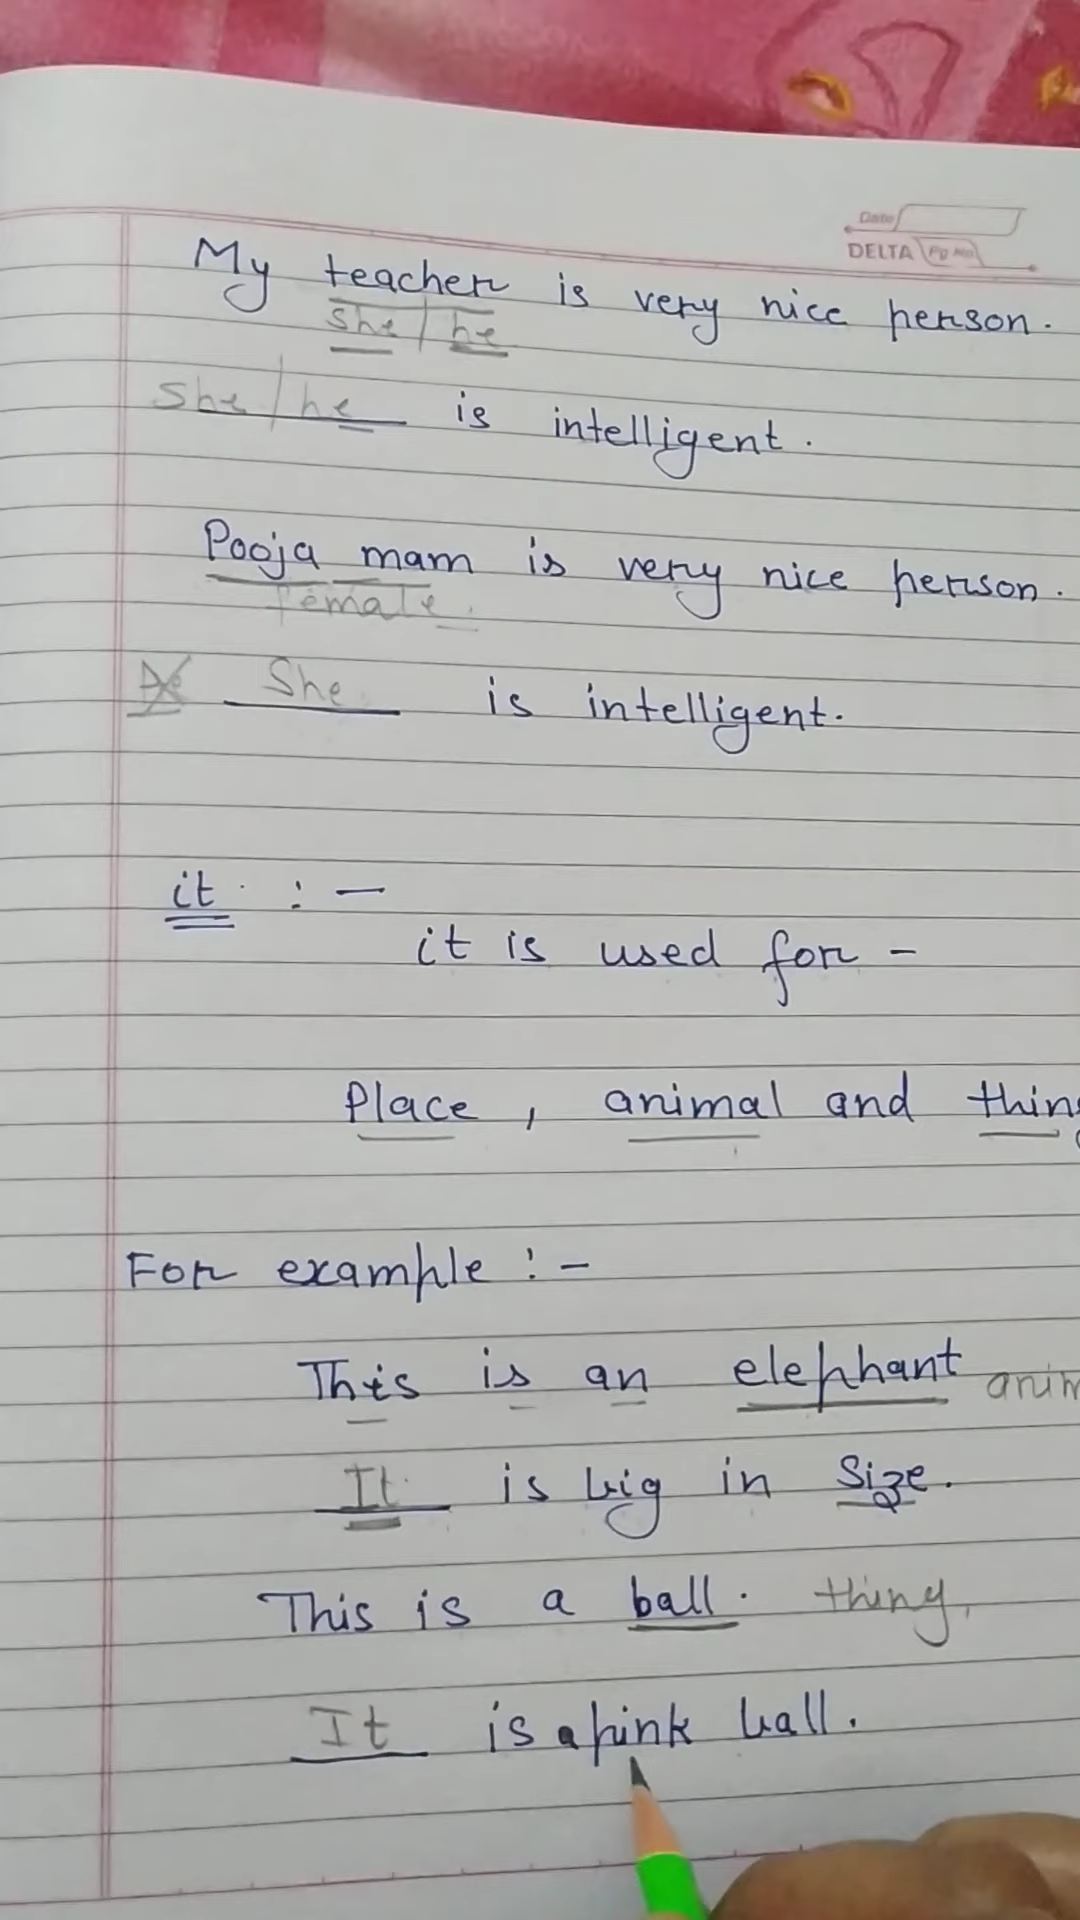 Date
DELTA Pg No
My teacher is very nice person.
she/he
She/he is intelligent.
Pooja mam is very nice person.
female.
She is intelligent.
it : -
it is used for -
Place, animal and thing
For example : -
This is an elephant anim
It is big in Size.
This is a ball. thing,
It is a pink ball.